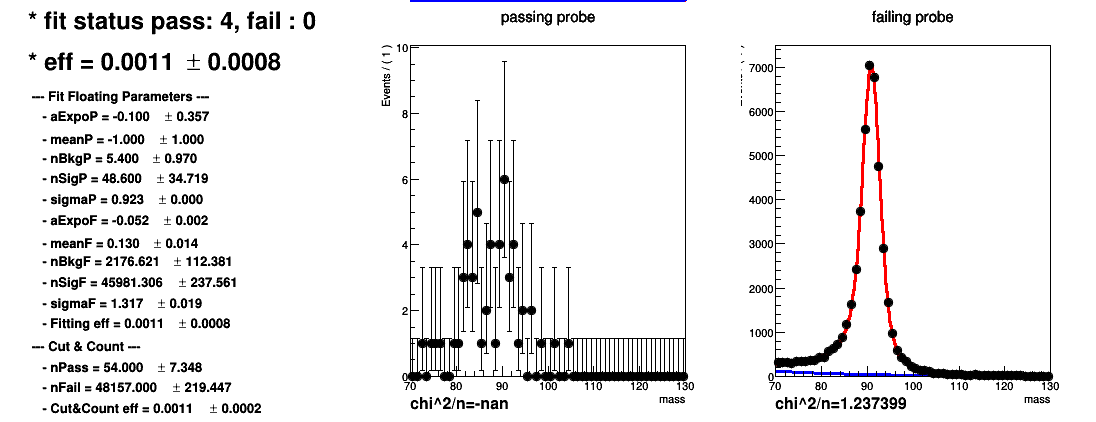 * fit status pass: 4, fail : 0
* eff = 0.0011 ± 0.0008
--- Fit Floating Parameters ---
- aExpoP = -0.100 ± 0.357
- meanP = -1.000 ± 1.000
- nBkgP = 5.400 ± 0.970
- nSigP = 48.600 ± 34.719
- sigmaP = 0.923 ± 0.000
- aExpoF = -0.052 ± 0.002
- meanF = 0.130 ± 0.014
- nBkgF = 2176.621 ± 112.381
- nSigF = 45981.306 ± 237.561
- sigmaF = 1.317 ± 0.019
- Fitting eff = 0.0011 ± 0.0008
--- Cut & Count ---
- nPass = 54.000 ± 7.348
- nFail = 48157.000 ± 219.447
- Cut&Count eff = 0.0011 ± 0.0002
passing probe
Events / ( 1 )
10
8
6
4
2
0
70 80 90 100 110 120 130
mass
chi^2/n=-nan
failing probe
7000
6000
5000
4000
3000
2000
1000
0
70 80 90 100 110 120 130
mass
chi^2/n=1.237399